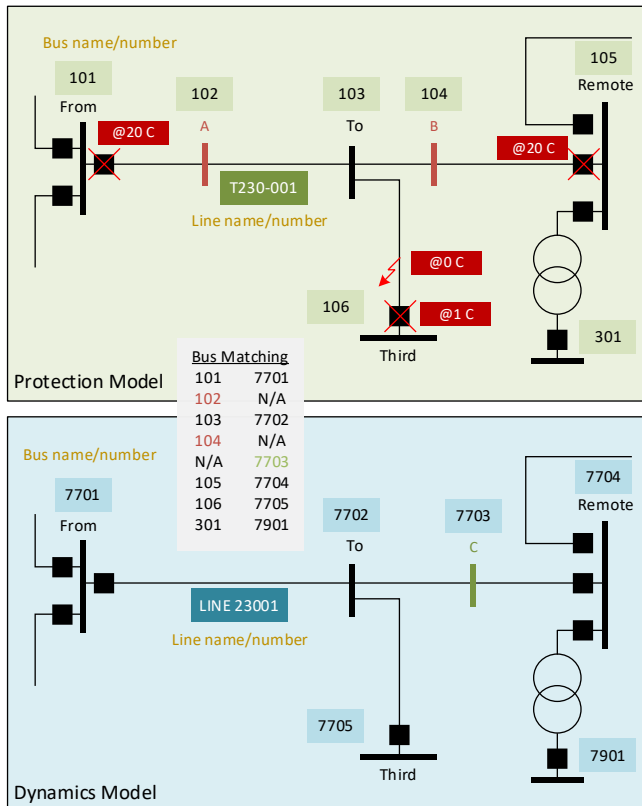 Bus name/number
101
From
102
A
103
To
104
B
105
Remote
@20 C
@20 C
T230-001
Line name/number
@0 C
106
@1 C
Third
301
Protection Model
Bus Matching
101 7701
102 N/A
103 7702
104 N/A
N/A 7703
105 7704
106 7705
301 7901
Bus name/number
7701
From
7702
To
7703
C
7704
Remote
LINE 23001
Line name/number
7705
Third
7901
Dynamics Model